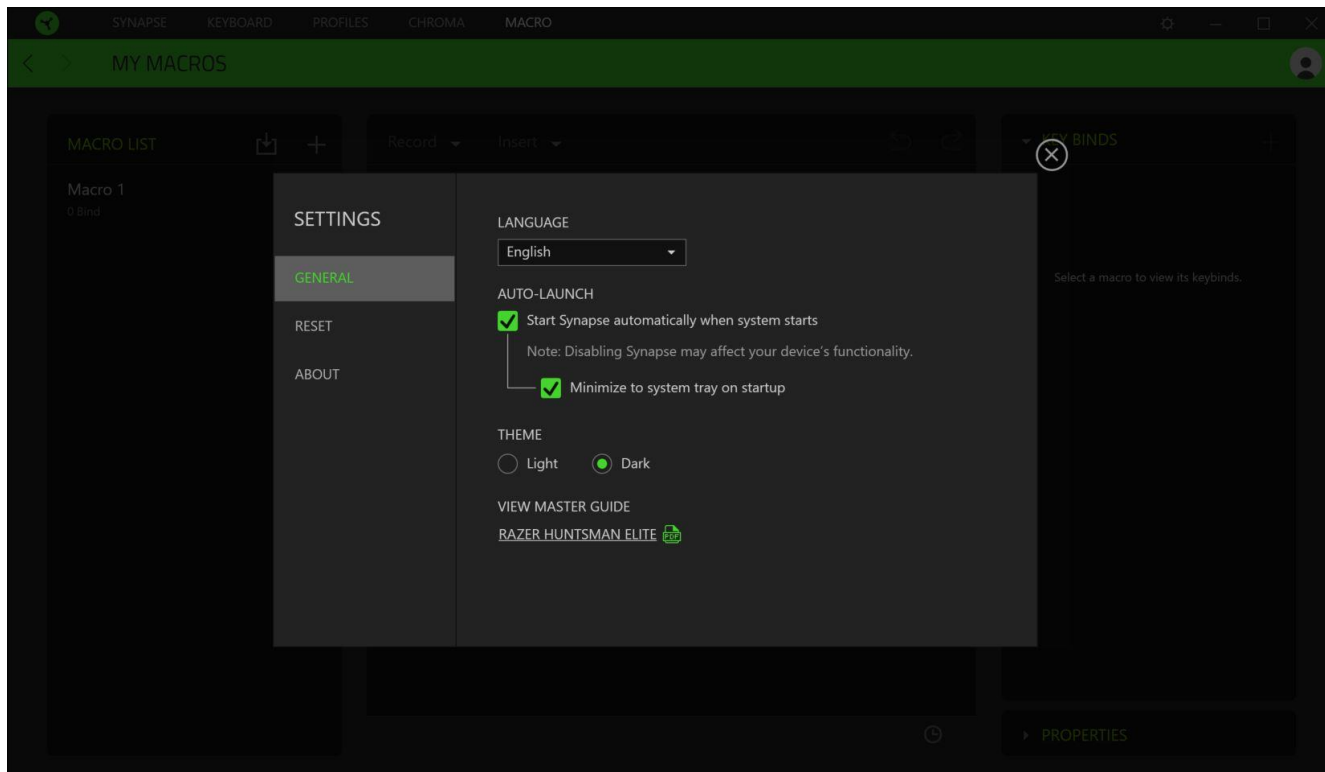 SYNAPSE KEYBOARD PROFILES CHROMA MACRO
MY MACROS
MACRO LIST
Record Insert
KEY BINDS
Macro 1
0 Bind
SETTINGS
GENERAL
RESET
ABOUT
LANGUAGE
English
AUTO-LAUNCH
Start Synapse automatically when system starts
Note: Disabling Synapse may affect your device's functionality.
Minimize to system tray on startup
THEME
Light Dark
VIEW MASTER GUIDE
RAZER HUNTSMAN ELITE PDF
Select a macro to view its keybinds.
PROPERTIES